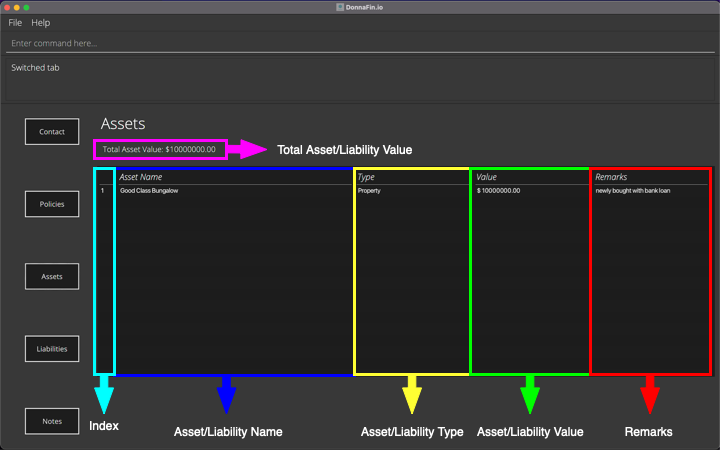 DonnaFin.io
File Help
Enter command here...
Switched tab
Contact
Policies
Assets
Liabilities
Notes
Assets
Total Asset Value: $10000000.00
Total Asset/Liability Value
Asset Name Type Value Remarks
1 Good Class Bungalow Property $ 10000000.00 newly bought with bank loan
Index
Asset/Liability Name
Asset/Liability Type
Asset/Liability Value
Remarks